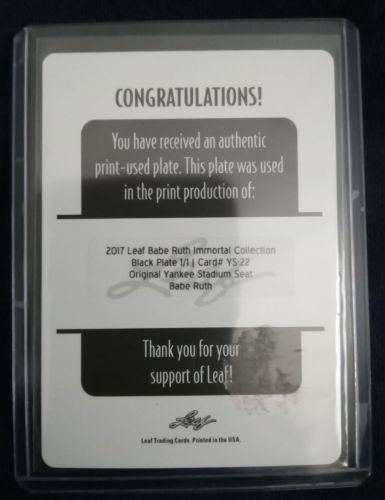 CONGRATULATIONS!
You have received an authentic
print-used plate. This plate was used
in the print production of:
2017 Leaf Babe Ruth Immortal Collection
Black Plate 1/1 | Card# YS-22
Original Yankee Stadium Seat
Babe Ruth
Thank you for your
support of Leaf!
Leaf
Leaf Trading Cards. Printed in the USA.